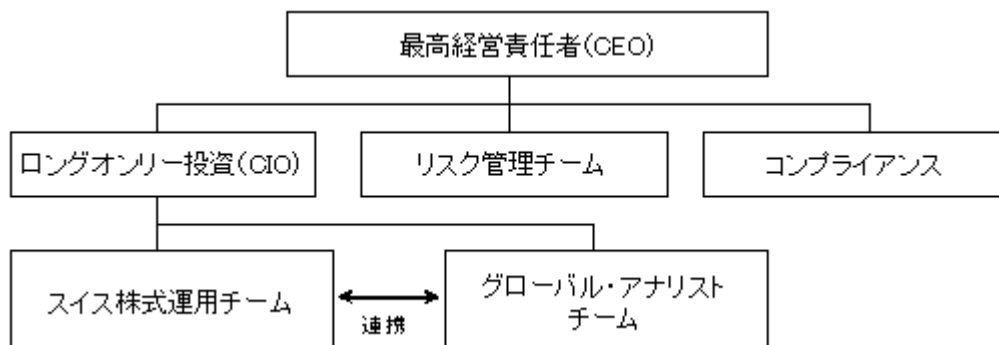 最高経営責任者(CEO)
ロングオンリー投資(CIO)
リスク管理チーム
コンプライアンス
スイス株式運用チーム
連携
グローバル・アナリスト
チーム